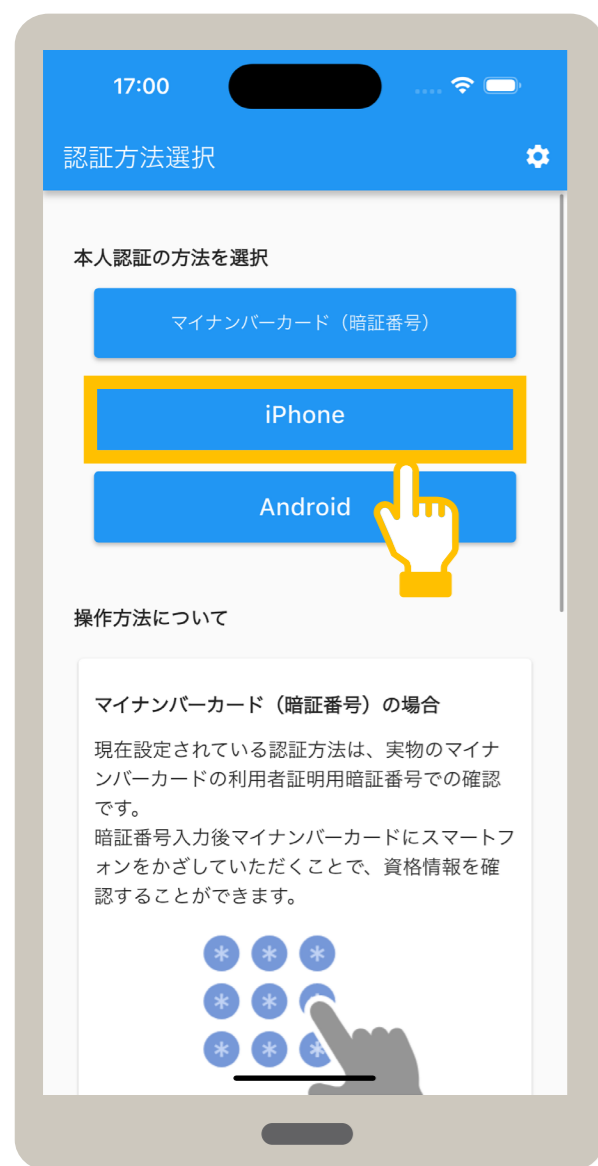 17:00
認証方法選択
本人認証の方法を選択
マイナンバーカード（暗証番号）
iPhone
Android
操作方法について
マイナンバーカード（暗証番号）の場合
現在設定されている認証方法は、実物のマイナ
ンバーカードの利用者証明用暗証番号での確認
です。
暗証番号入力後マイナンバーカードにスマートフ
ォンをかざしていただくことで、資格情報を確
認することができます。
* * *
* * *
* * *